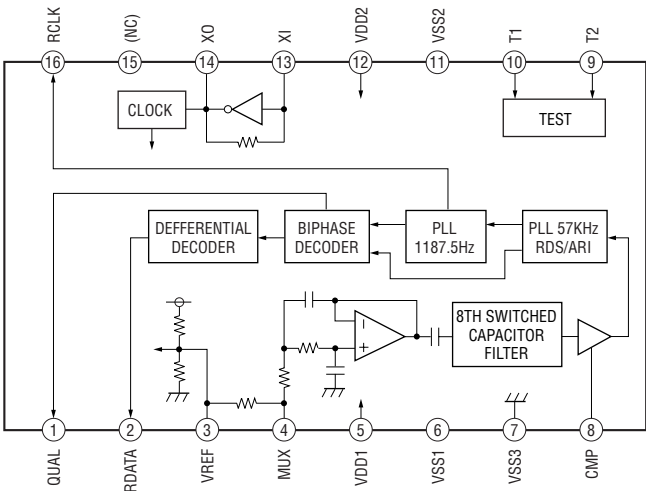 RCLK
(NC)
XO
XI
VDD2
VSS2
T1
T2
16
15
14
13
12
11
10
9
CLOCK
TEST
DEFFERENTIAL
DECODER
BIPHASE
DECODER
PLL
1187.5Hz
PLL 57KHz
RDS/ARI
8TH SWITCHED
CAPACITOR
FILTER
−
+
1
2
3
4
5
6
7
8
QUAL
RDATA
VREF
MUX
VDD1
VSS1
VSS3
CMP